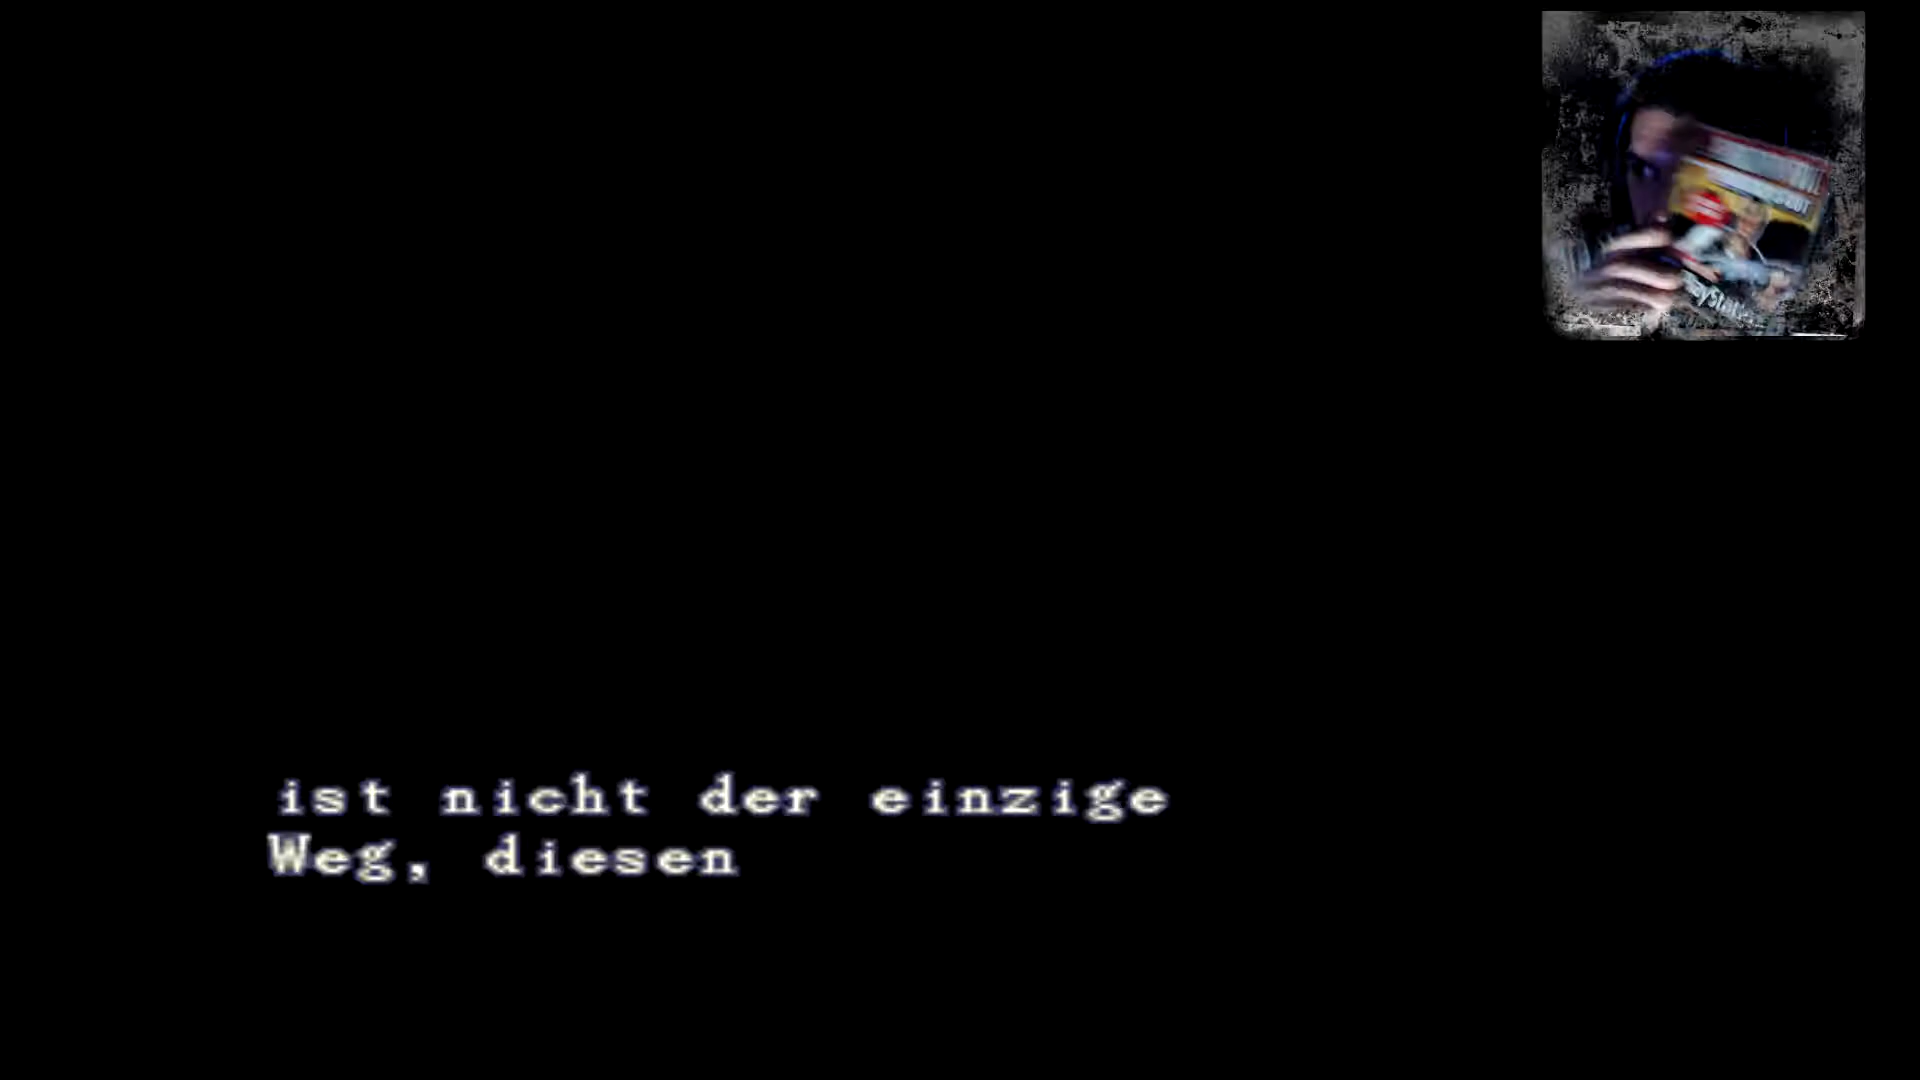 ist nicht der einzige
Weg, diesen